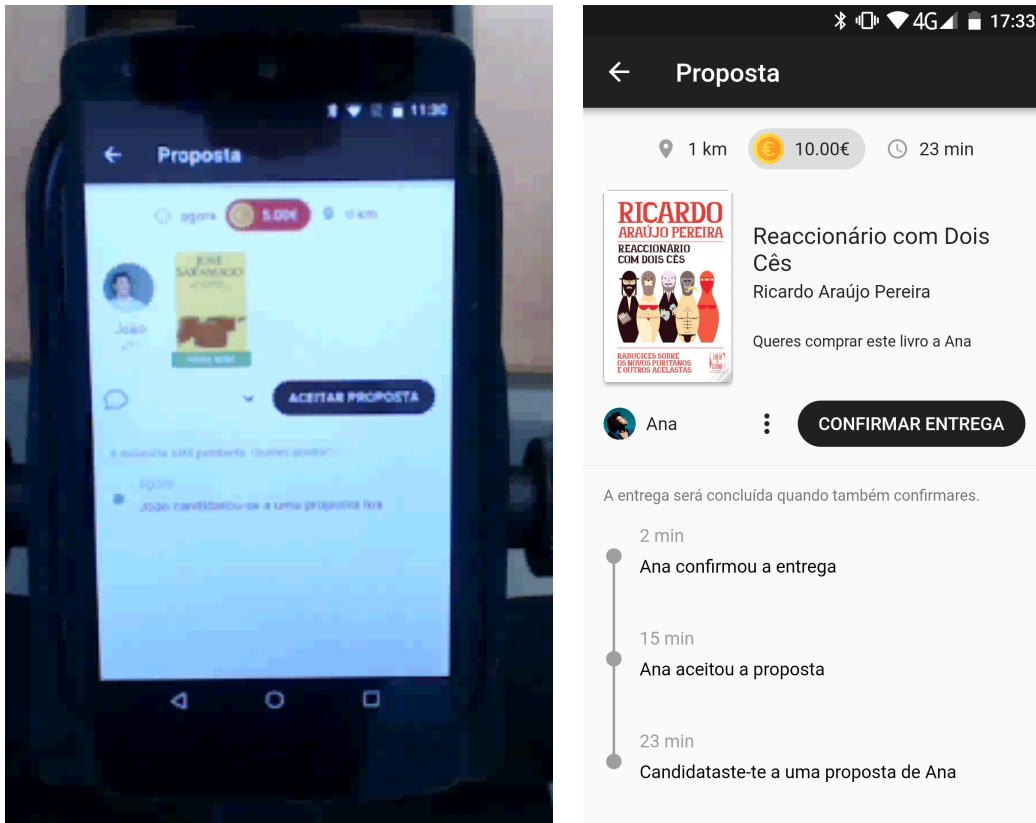 11:30
Proposta
agora
5.00€
0 km
JOSÉ
SARAMAGO
João
ACEITAR PROPOSTA
agora
João candidatou-se a uma proposta tua
4G
17:33
Proposta
1 km
10.00€
23 min
RICARDO
ARAÚJO PEREIRA
REACCIONÁRIO
COM DOIS CÊS
RABUGICES SOBRE
OS NOVOS PURITANOS
E OUTROS AGELASTAS
Reaccionário com Dois
Cês
Ricardo Araújo Pereira
Queres comprar este livro a Ana
Ana
CONFIRMAR ENTREGA
A entrega será concluída quando também confirmares.
2 min
Ana confirmou a entrega
15 min
Ana aceitou a proposta
23 min
Candidataste-te a uma proposta de Ana